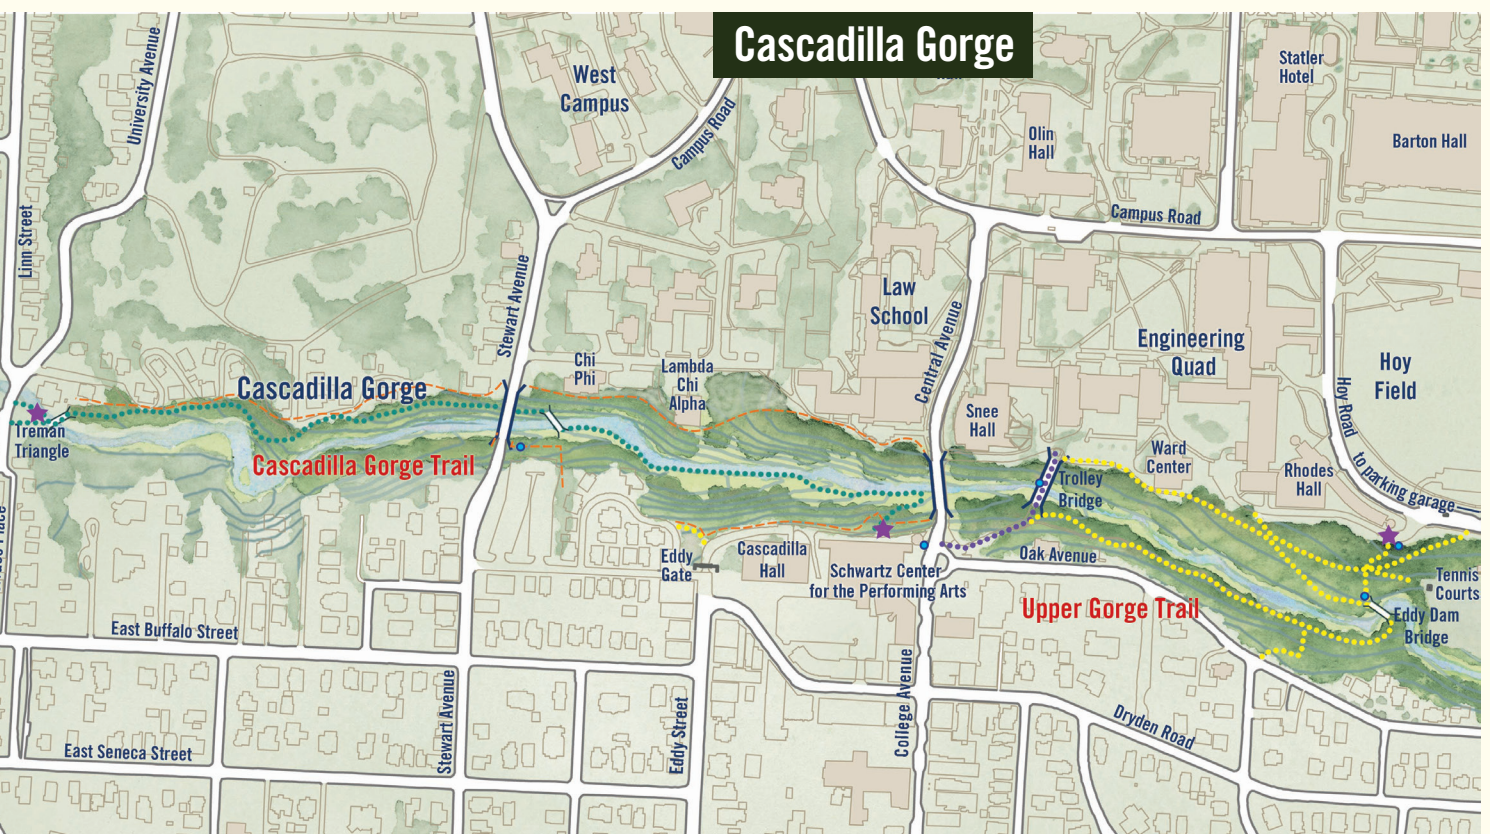 Cascadilla Gorge
University Avenue
West
Campus
Campus Road
Statler
Hotel
Olin
Hall
Barton Hall
Linn Street
Campus Road
Stewart Avenue
Law
School
Central Avenue
Engineering
Quad
Hoy
Field
Hoy Road
Chi
Phi
Lambda
Chi
Alpha
Cascadilla Gorge
Snee
Hall
Treman
Triangle
Cascadilla Gorge Trail
Ward
Center
Trolley
Bridge
Rhodes
Hall
to parking garage
Eddy
Gate
Cascadilla
Hall
Schwartz Center
for the Performing Arts
Oak Avenue
Upper Gorge Trail
Tennis
Courts
Eddy Dam
Bridge
East Buffalo Street
Stewart Avenue
Eddy Street
College Avenue
Dryden Road
East Seneca Street